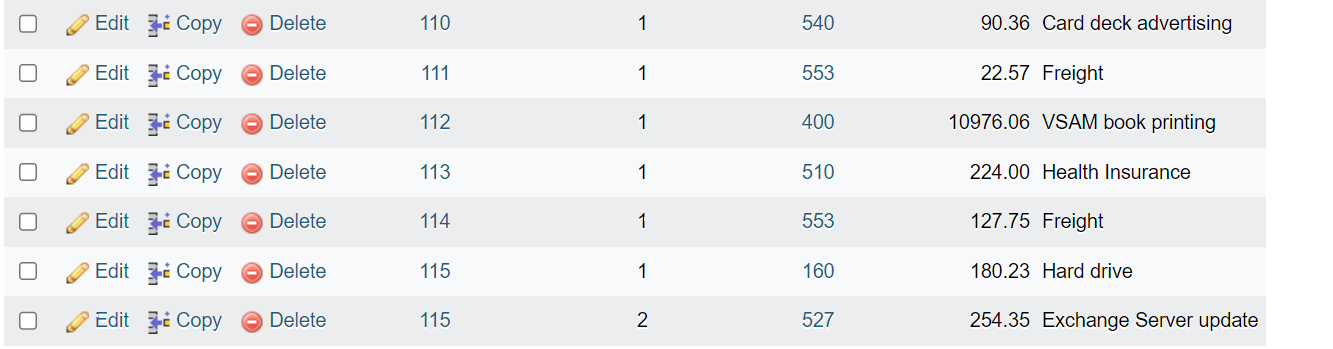 Edit Copy Delete 110 1 540 90.36 Card deck advertising
Edit Copy Delete 111 1 553 22.57 Freight
Edit Copy Delete 112 1 400 10976.06 VSAM book printing
Edit Copy Delete 113 1 510 224.00 Health Insurance
Edit Copy Delete 114 1 553 127.75 Freight
Edit Copy Delete 115 1 160 180.23 Hard drive
Edit Copy Delete 115 2 527 254.35 Exchange Server update